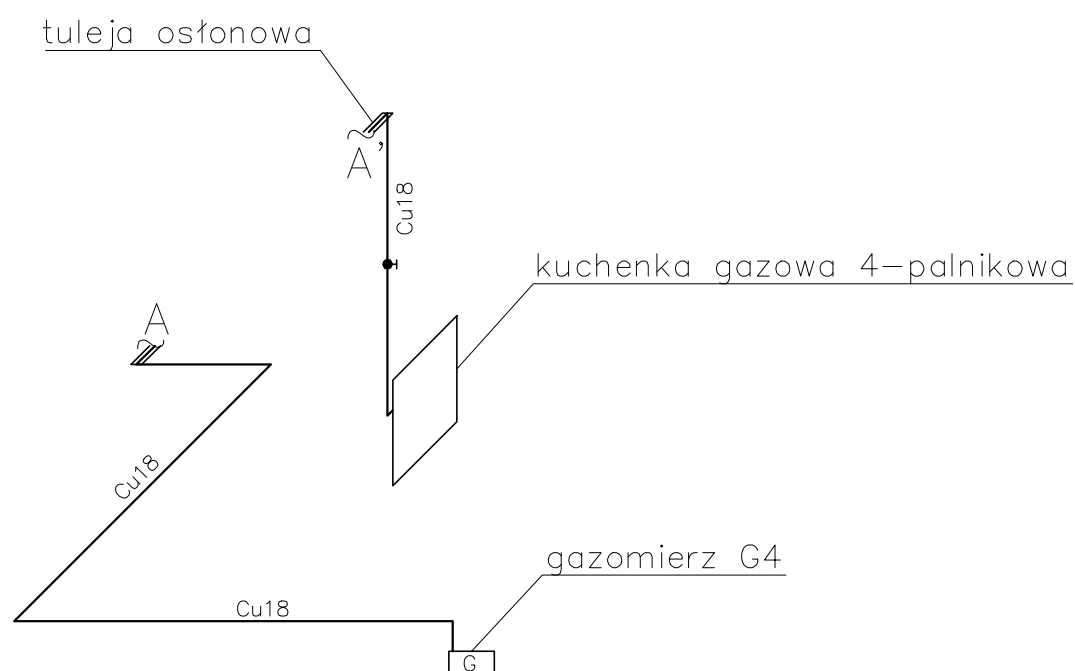 tuleja osłonowa
A'
Cu18
kuchenka gazowa 4-palnikowa
A
Cu18
gazomierz G4
Cu18
G